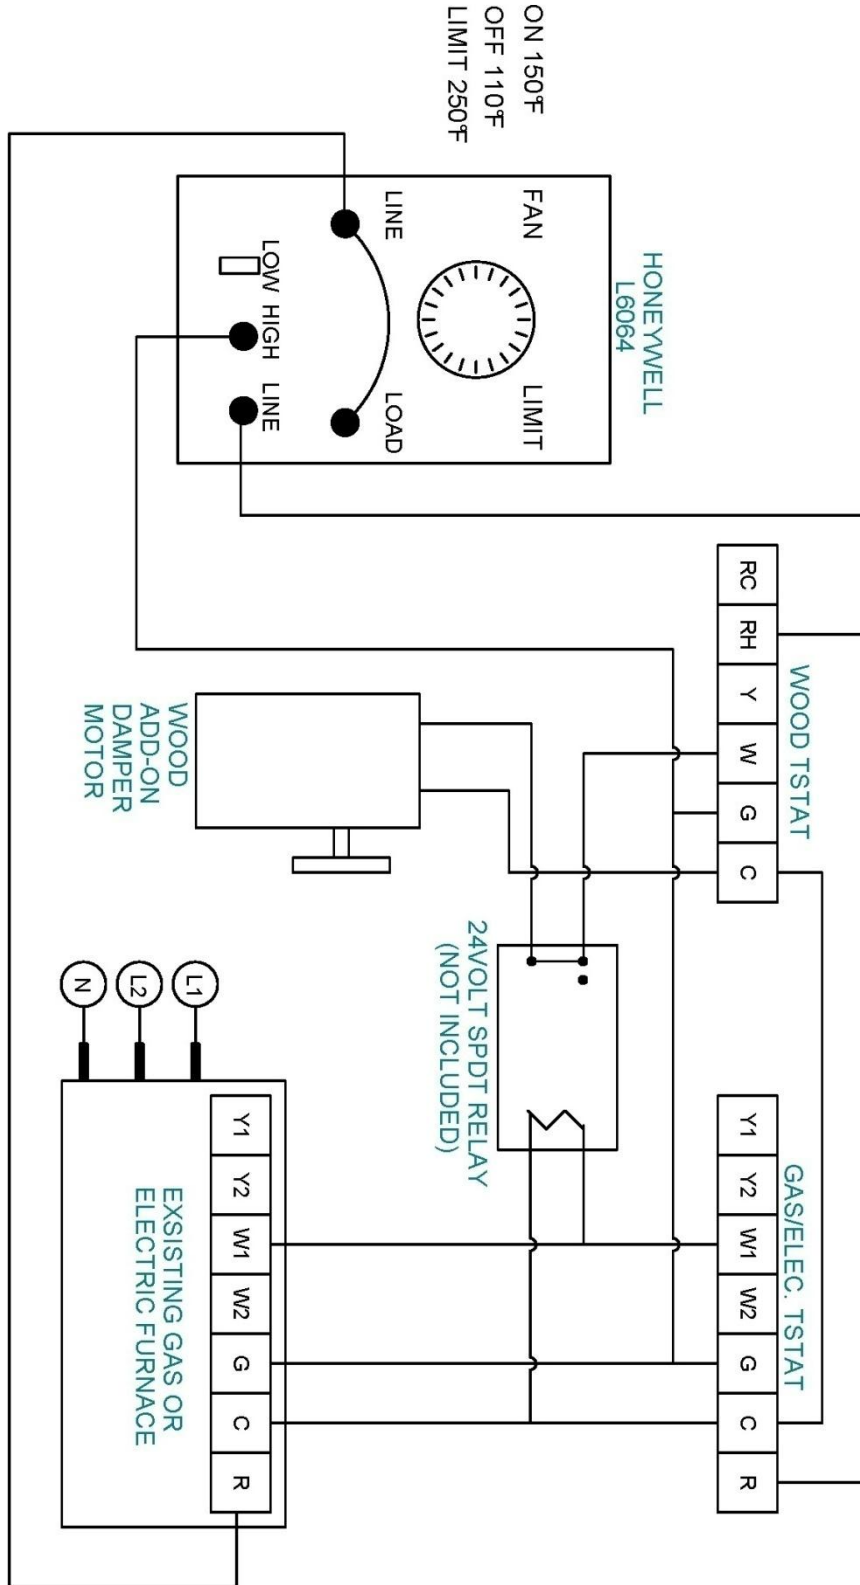 ON 150°F
OFF 110°F
LIMIT 250°F
HONEYWELL
L6064
FAN
LIMIT
LINE
LOAD
LOW
HIGH
LINE
WOOD TSTAT
RC
RH
Y
W
G
C
WOOD
ADD-ON
DAMPER
MOTOR
24VOLT SPDT RELAY
(NOT INCLUDED)
GAS/ELEC. TSTAT
Y1
Y2
W1
W2
G
C
R
L1
L2
N
Y1
Y2
W1
W2
G
C
R
EXSISTING GAS OR
ELECTRIC FURNACE